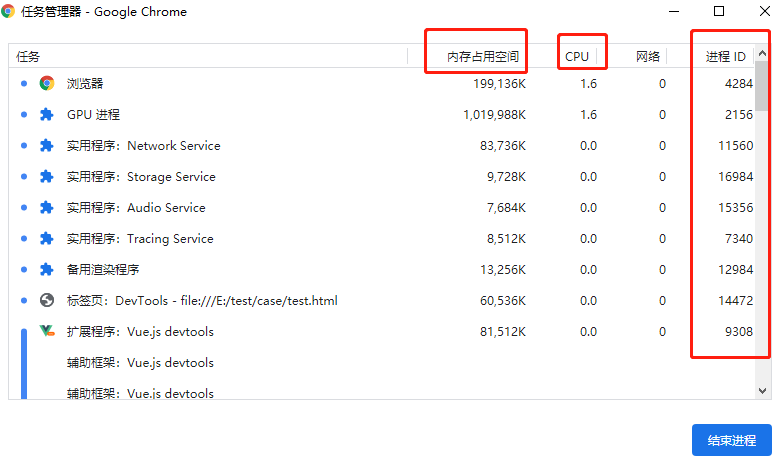 任务管理器 - Google Chrome
任务 内存占用空间 CPU 网络 进程 ID
浏览器 199,136K 1.6 0 4284
GPU 进程 1,019,988K 1.6 0 2156
实用程序：Network Service 83,736K 0.0 0 11560
实用程序：Storage Service 9,728K 0.0 0 16984
实用程序：Audio Service 7,684K 0.0 0 15356
实用程序：Tracing Service 8,512K 0.0 0 7340
备用渲染程序 13,256K 0.0 0 12984
标签页：DevTools - file:///E:/test/case/test.html 60,536K 0.0 0 14472
扩展程序：Vue.js devtools 81,512K 0.0 0 9308
辅助框架：Vue.js devtools
辅助框架：Vue.js devtools
结束进程